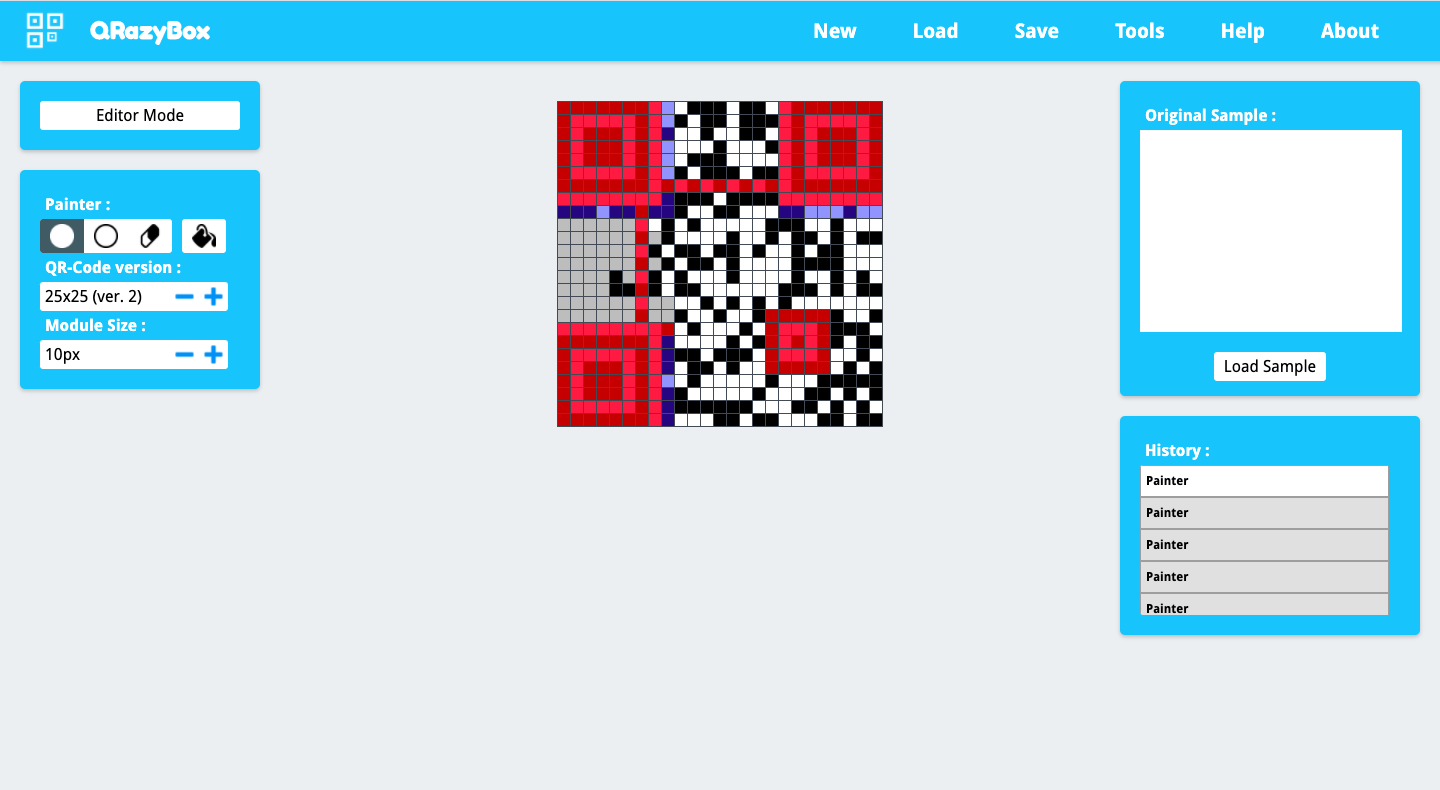 QRazyBox
New Load Save Tools Help About
Editor Mode
Painter :
QR-Code version :
25x25 (ver. 2)
Module Size :
10px
Original Sample :
Load Sample
History :
Painter
Painter
Painter
Painter
Painter